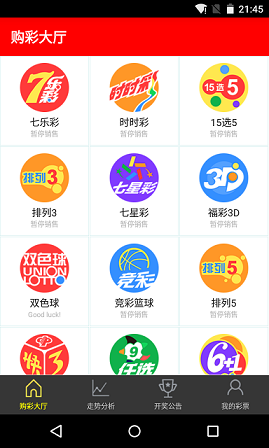 21:45
购彩大厅
7 乐彩
时时彩
15选5
七乐彩
时时彩
15选5
暂停销售
暂停销售
暂停销售
排列3
七星彩
3D
排列3
七星彩
福彩3D
暂停销售
暂停销售
暂停销售
双色球
UNION
LOTTO
竞彩
排列5
双色球
竞彩篮球
排列5
Good luck!
暂停销售
暂停销售
快3
9
任选
6+1
购彩大厅
走势分析
开奖公告
我的彩票